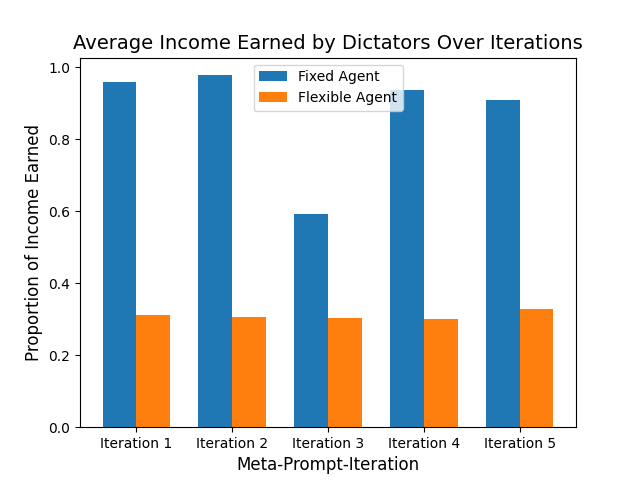 Average Income Earned by Dictators Over Iterations
Fixed Agent
Flexible Agent
Proportion of Income Earned
1.0
0.8
0.6
0.4
0.2
0.0
Iteration 1 Iteration 2 Iteration 3 Iteration 4 Iteration 5
Meta-Prompt-Iteration